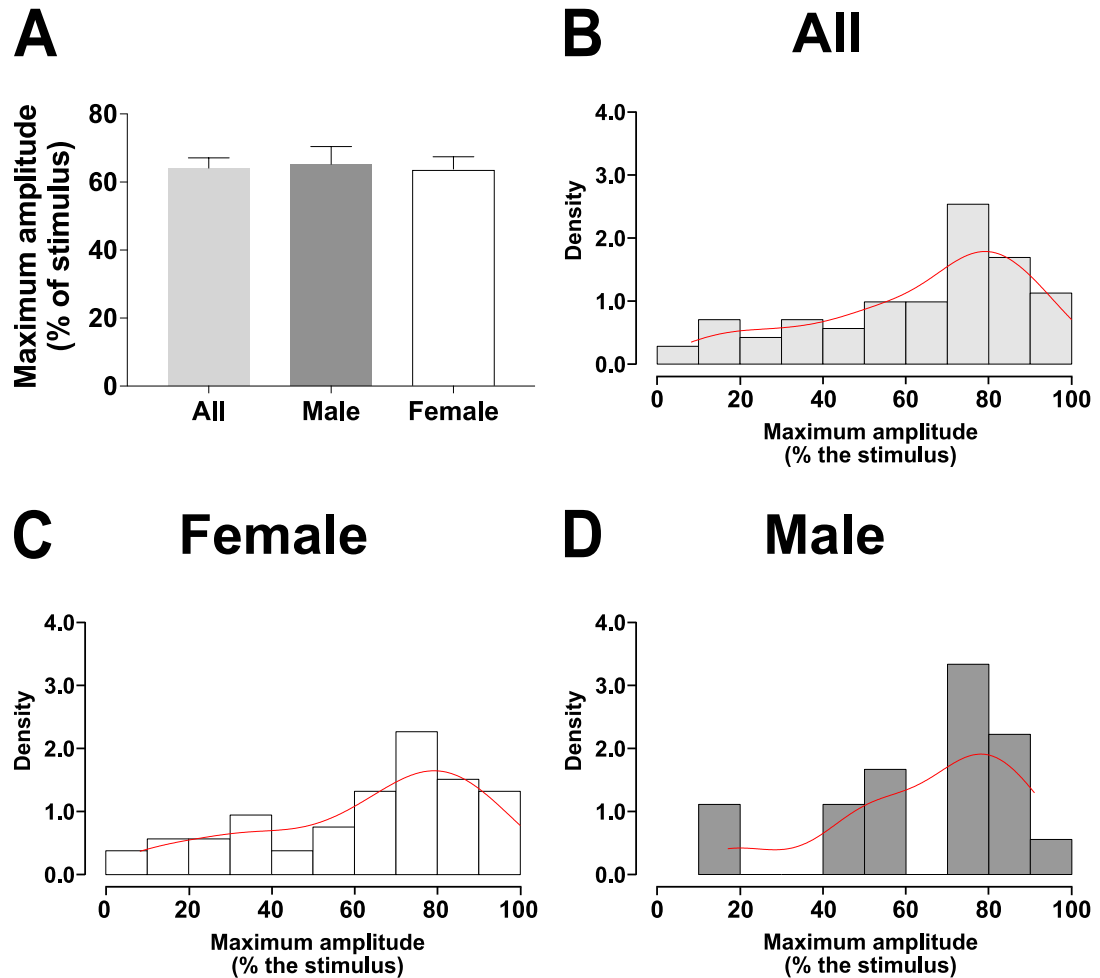 A
Maximum amplitude
(% of stimulus)
80
60
40
20
0
All
Male
Female
B
All
Density
4.0
3.0
2.0
1.0
0.0
0 20 40 60 80 100
Maximum amplitude
(% the stimulus)
C
Female
Density
4.0
3.0
2.0
1.0
0.0
0 20 40 60 80 100
Maximum amplitude
(% the stimulus)
D
Male
Density
4.0
3.0
2.0
1.0
0.0
0 20 40 60 80 100
Maximum amplitude
(% the stimulus)